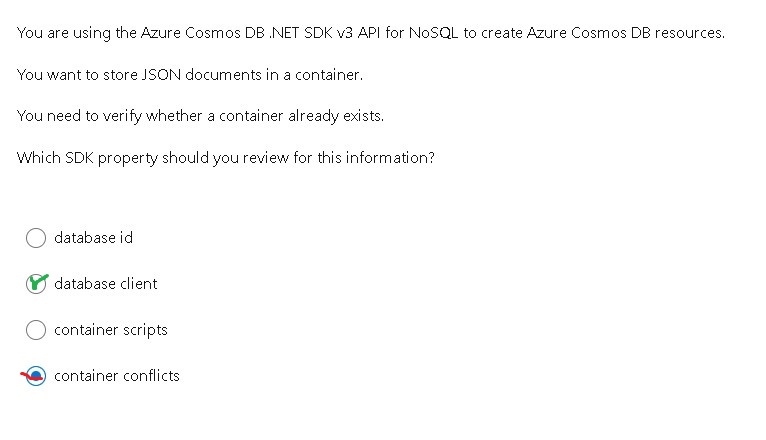 You are using the Azure Cosmos DB .NET SDK v3 API for NoSQL to create Azure Cosmos DB resources.
You want to store JSON documents in a container.
You need to verify whether a container already exists.
Which SDK property should you review for this information?
database id
database client
container scripts
container conflicts